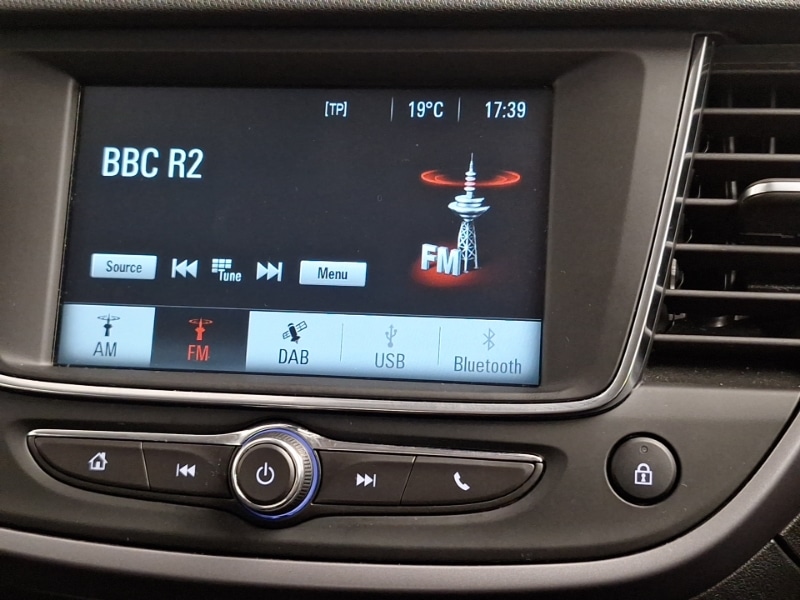 [TP] 19°C 17:39
BBC R2
FM
Source Tune Menu
AM FM DAB USB Bluetooth